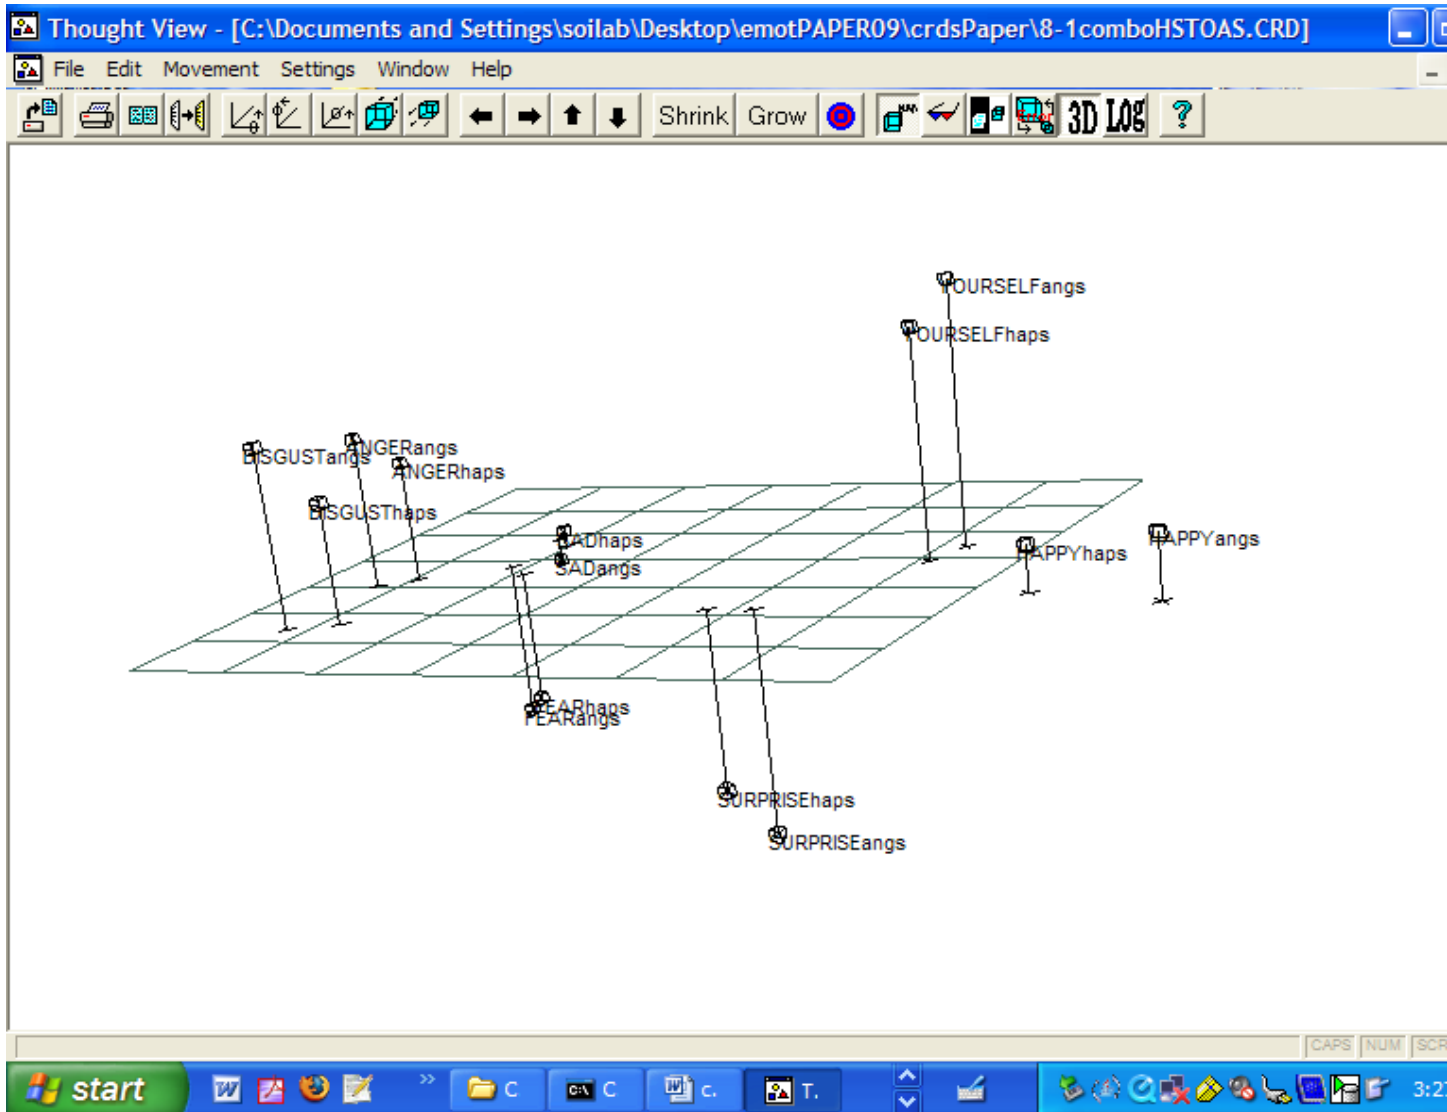 Thought View - [C:\Documents and Settings\soilab\Desktop\emotPAPER09\crdsPaper\8-1comboHSTOAS.CRD]
File Edit Movement Settings Window Help
Shrink Grow 3D LOG ?
YOURSELFangs
YOURSELFhaps
DISGUSTangs
ANGERangs
ANGERhaps
DISGUSThaps
SADhaps
SADangs
HAPPYhaps
HAPPYangs
FEARhaps
FEARangs
SURPRISEhaps
SURPRISEangs
CAPS NUM SCR
start C C:\ C c. T. 3:2